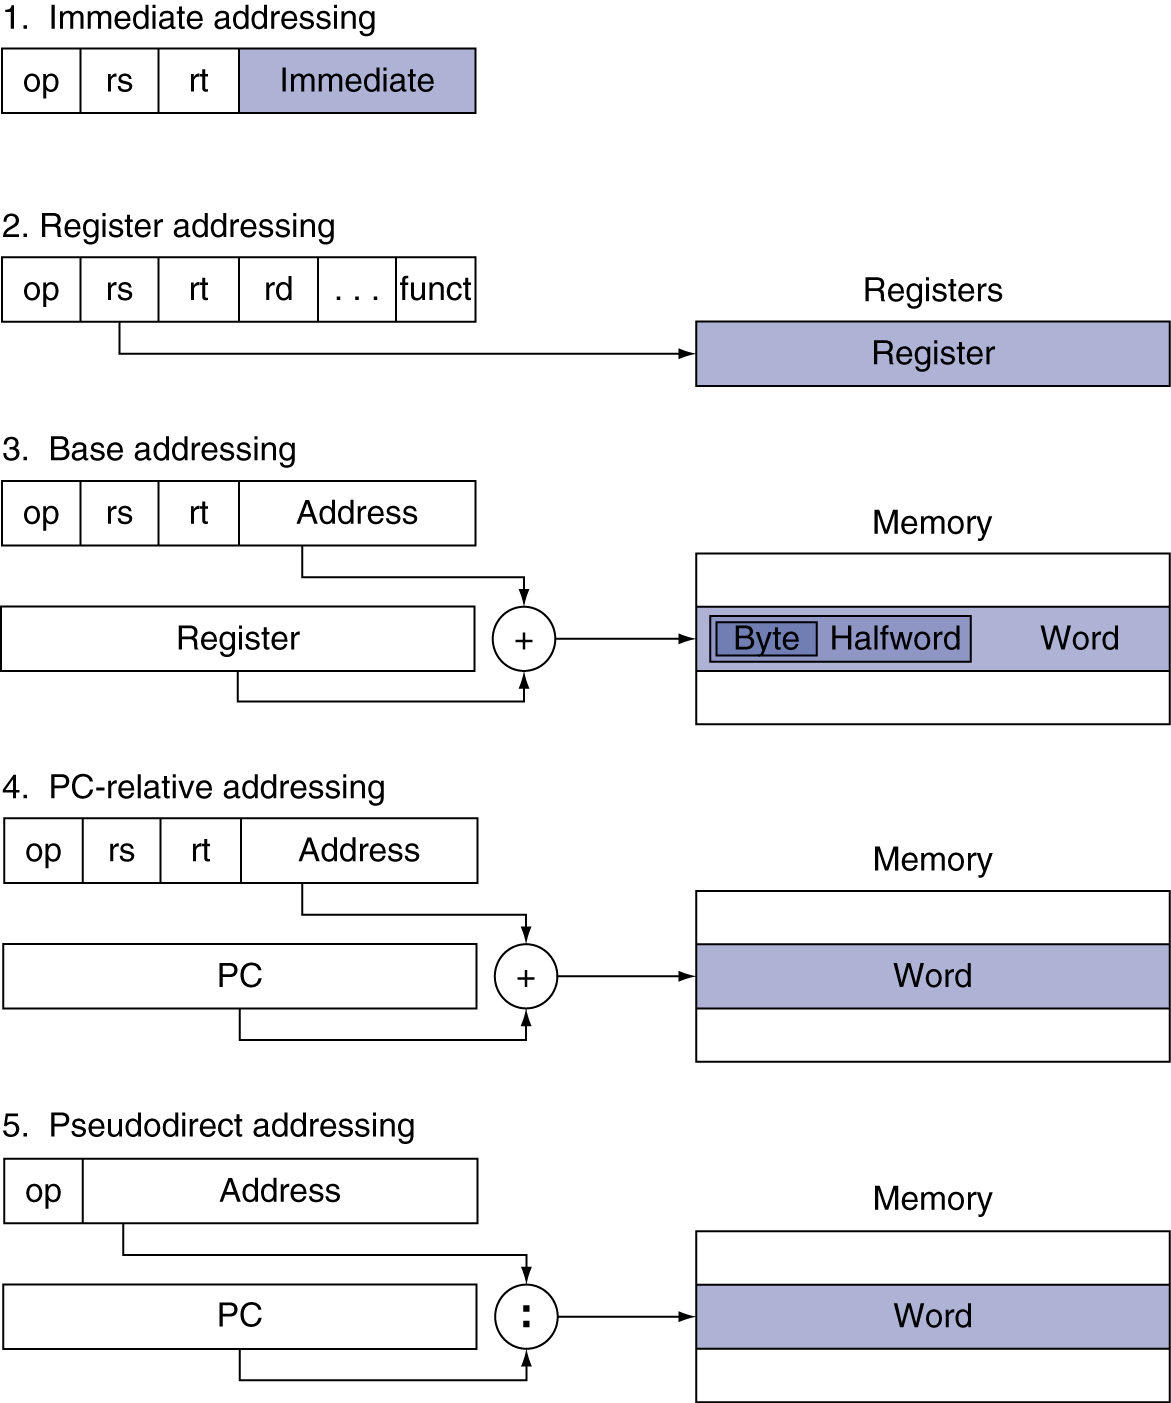 1. Immediate addressing
op rs rt Immediate
2. Register addressing
op rs rt rd . . . funct
Registers
Register
3. Base addressing
op rs rt Address
Memory
Register + Byte Halfword Word
4. PC-relative addressing
op rs rt Address
Memory
PC + Word
5. Pseudodirect addressing
op Address
Memory
PC : Word